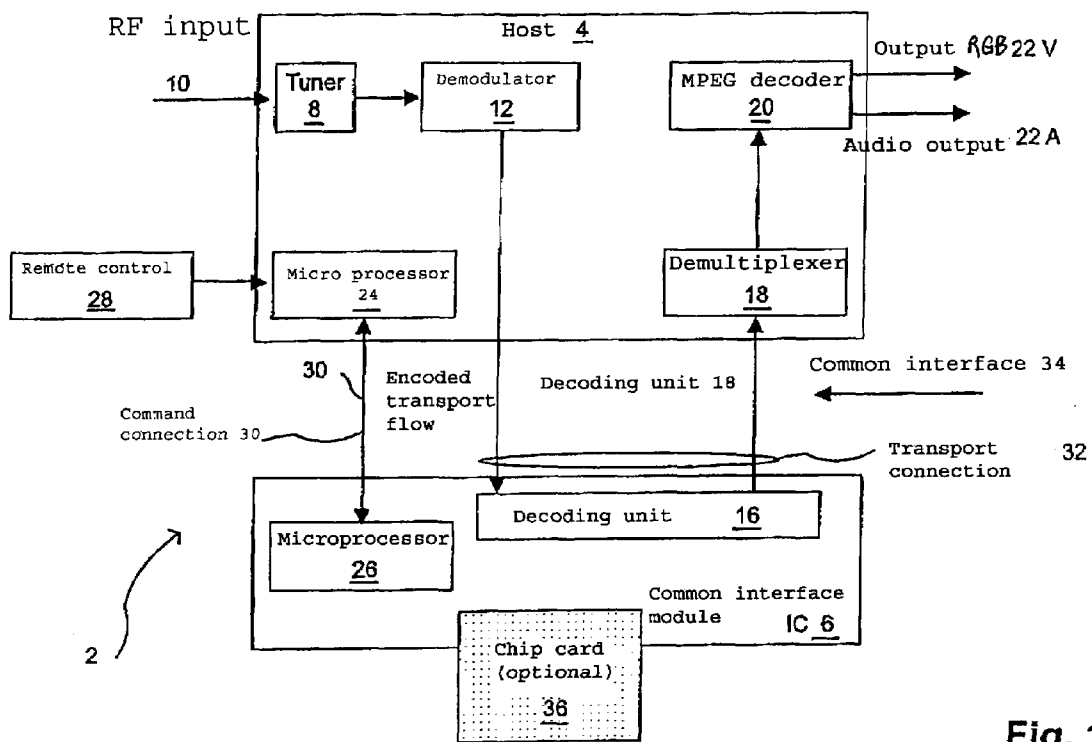 RF input
Host 4
Output RGB 22V
10
Tuner
8
Demodulator
12
MPEG decoder
20
Audio output 22A
Remote control
28
Micro processor
24
Demultiplexer
18
30
Encoded
transport
flow
Decoding unit 18
Common interface 34
Command
connection 30
Transport
connection
32
Decoding unit 16
Microprocessor
26
Common interface
module
IC 6
2
Chip card
(optional)
36